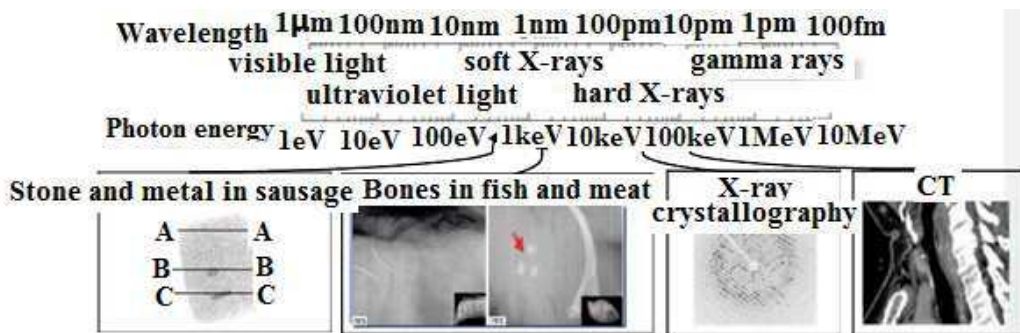 Wavelength 1μm 100nm 10nm 1nm 100pm 10pm 1pm 100fm
visible light soft X-rays gamma rays
ultraviolet light hard X-rays
Photon energy 1eV 10eV 100eV 1keV 10keV 100keV 1MeV 10MeV
Stone and metal in sausage Bones in fish and meat X-ray crystallography CT
A A
B B
C C